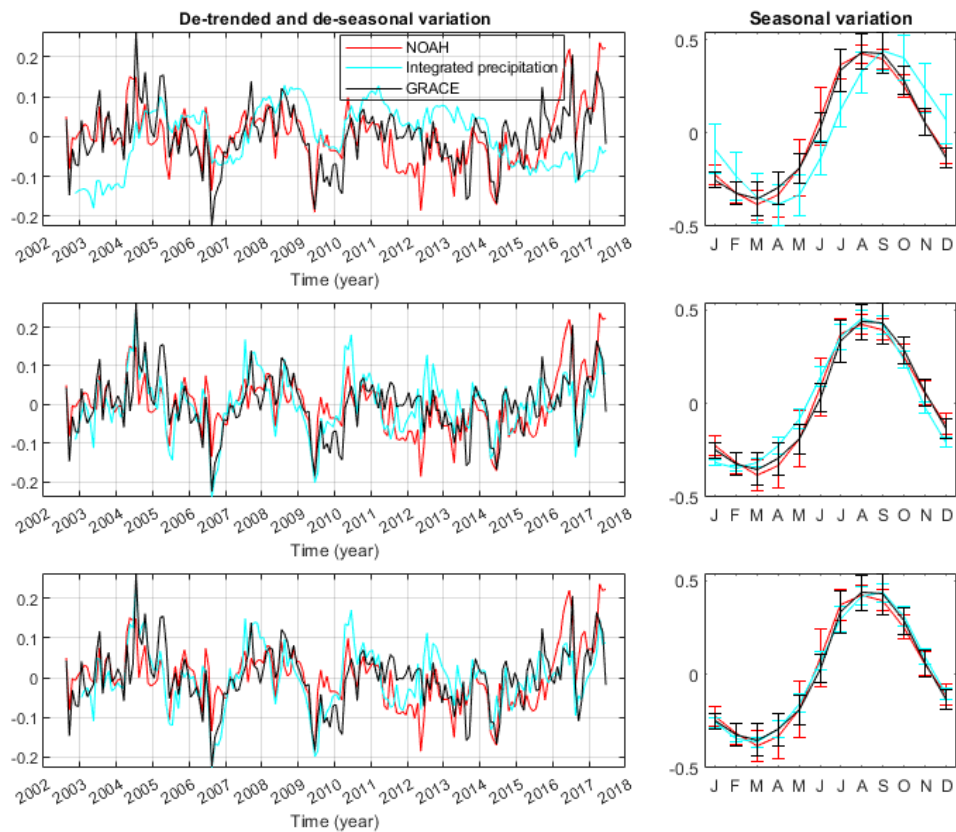 De-trended and de-seasonal variation
Seasonal variation
NOAH
Integrated precipitation
GRACE
0.2
0.1
0
-0.1
-0.2
2002 2003 2004 2005 2006 2007 2008 2009 2010 2011 2012 2013 2014 2015 2016 2017 2018
Time (year)
0.5
0
-0.5
J F M A M J J A S O N D
0.2
0.1
0
-0.1
-0.2
2002 2003 2004 2005 2006 2007 2008 2009 2010 2011 2012 2013 2014 2015 2016 2017 2018
Time (year)
0.5
0
-0.5
J F M A M J J A S O N D
0.2
0.1
0
-0.1
-0.2
2002 2003 2004 2005 2006 2007 2008 2009 2010 2011 2012 2013 2014 2015 2016 2017 2018
Time (year)
0.5
0
-0.5
J F M A M J J A S O N D